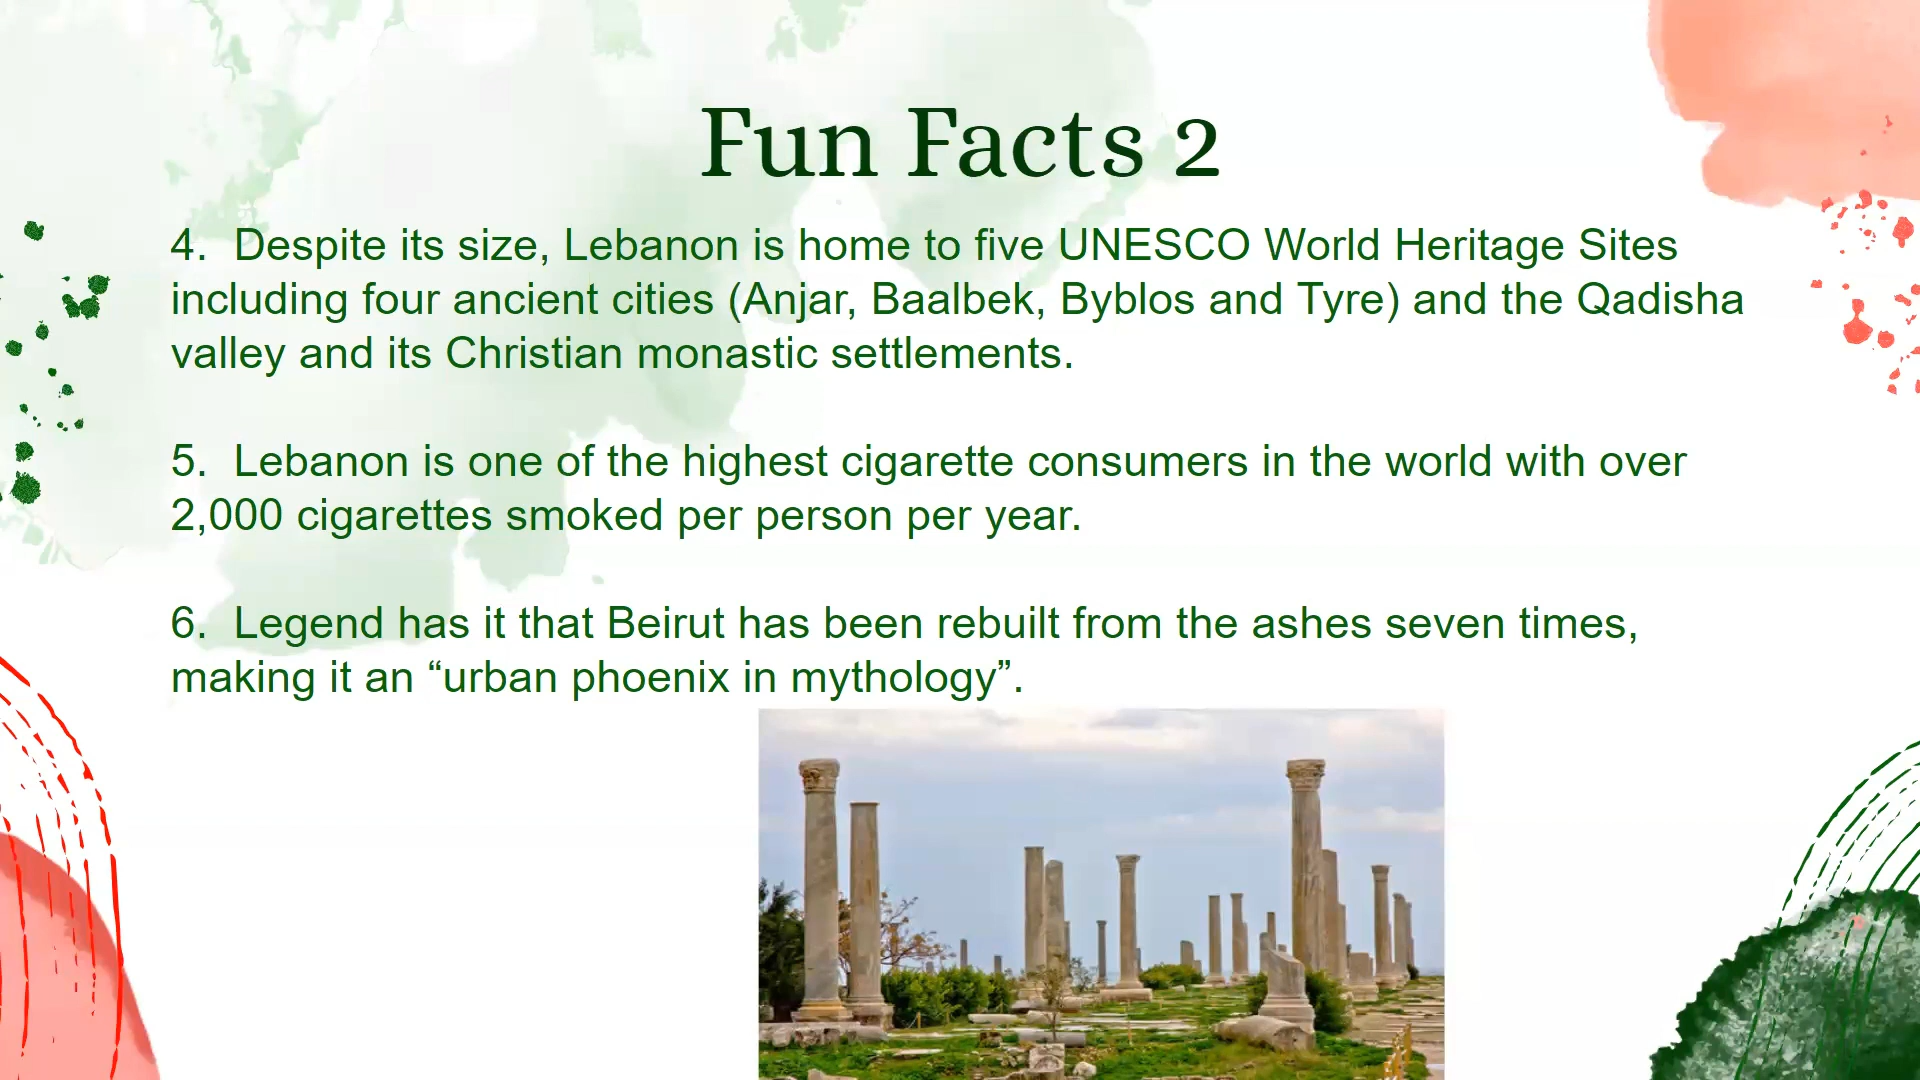 Fun Facts 2
4. Despite its size, Lebanon is home to five UNESCO World Heritage Sites
including four ancient cities (Anjar, Baalbek, Byblos and Tyre) and the Qadisha
valley and its Christian monastic settlements.
5. Lebanon is one of the highest cigarette consumers in the world with over
2,000 cigarettes smoked per person per year.
6. Legend has it that Beirut has been rebuilt from the ashes seven times,
making it an “urban phoenix in mythology”.